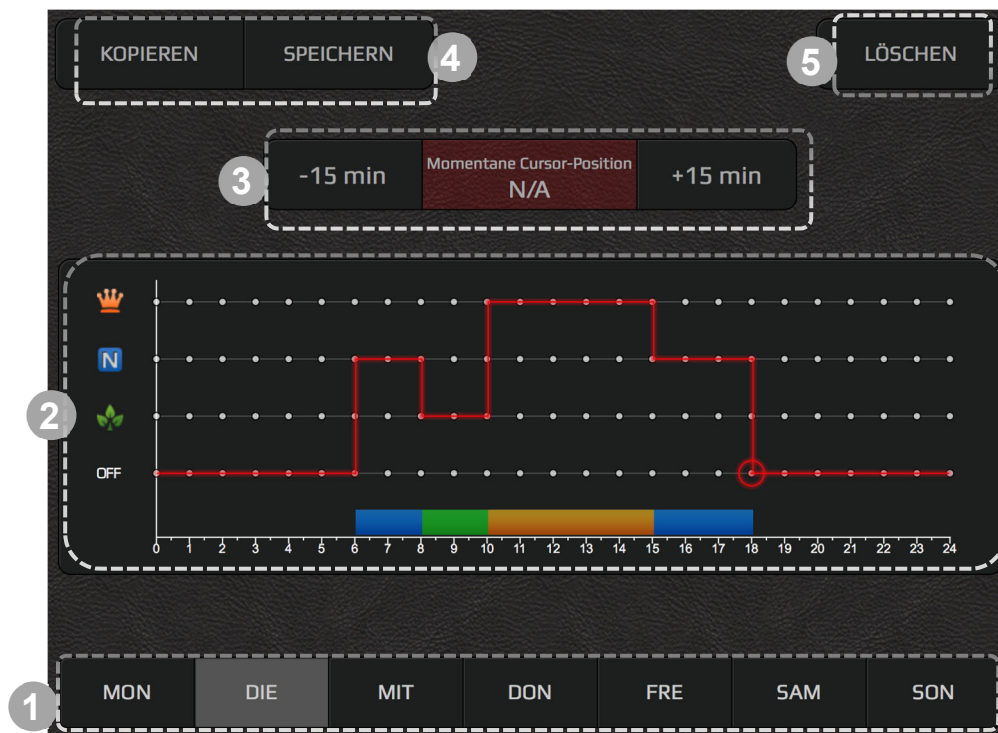 KOPIEREN SPEICHERN 4 5 LÖSCHEN
3 -15 min Momentane Cursor-Position +15 min
N/A
N
2
OFF
0 1 2 3 4 5 6 7 8 9 10 11 12 13 14 15 16 17 18 19 20 21 22 23 24
1 MON DIE MIT DON FRE SAM SON